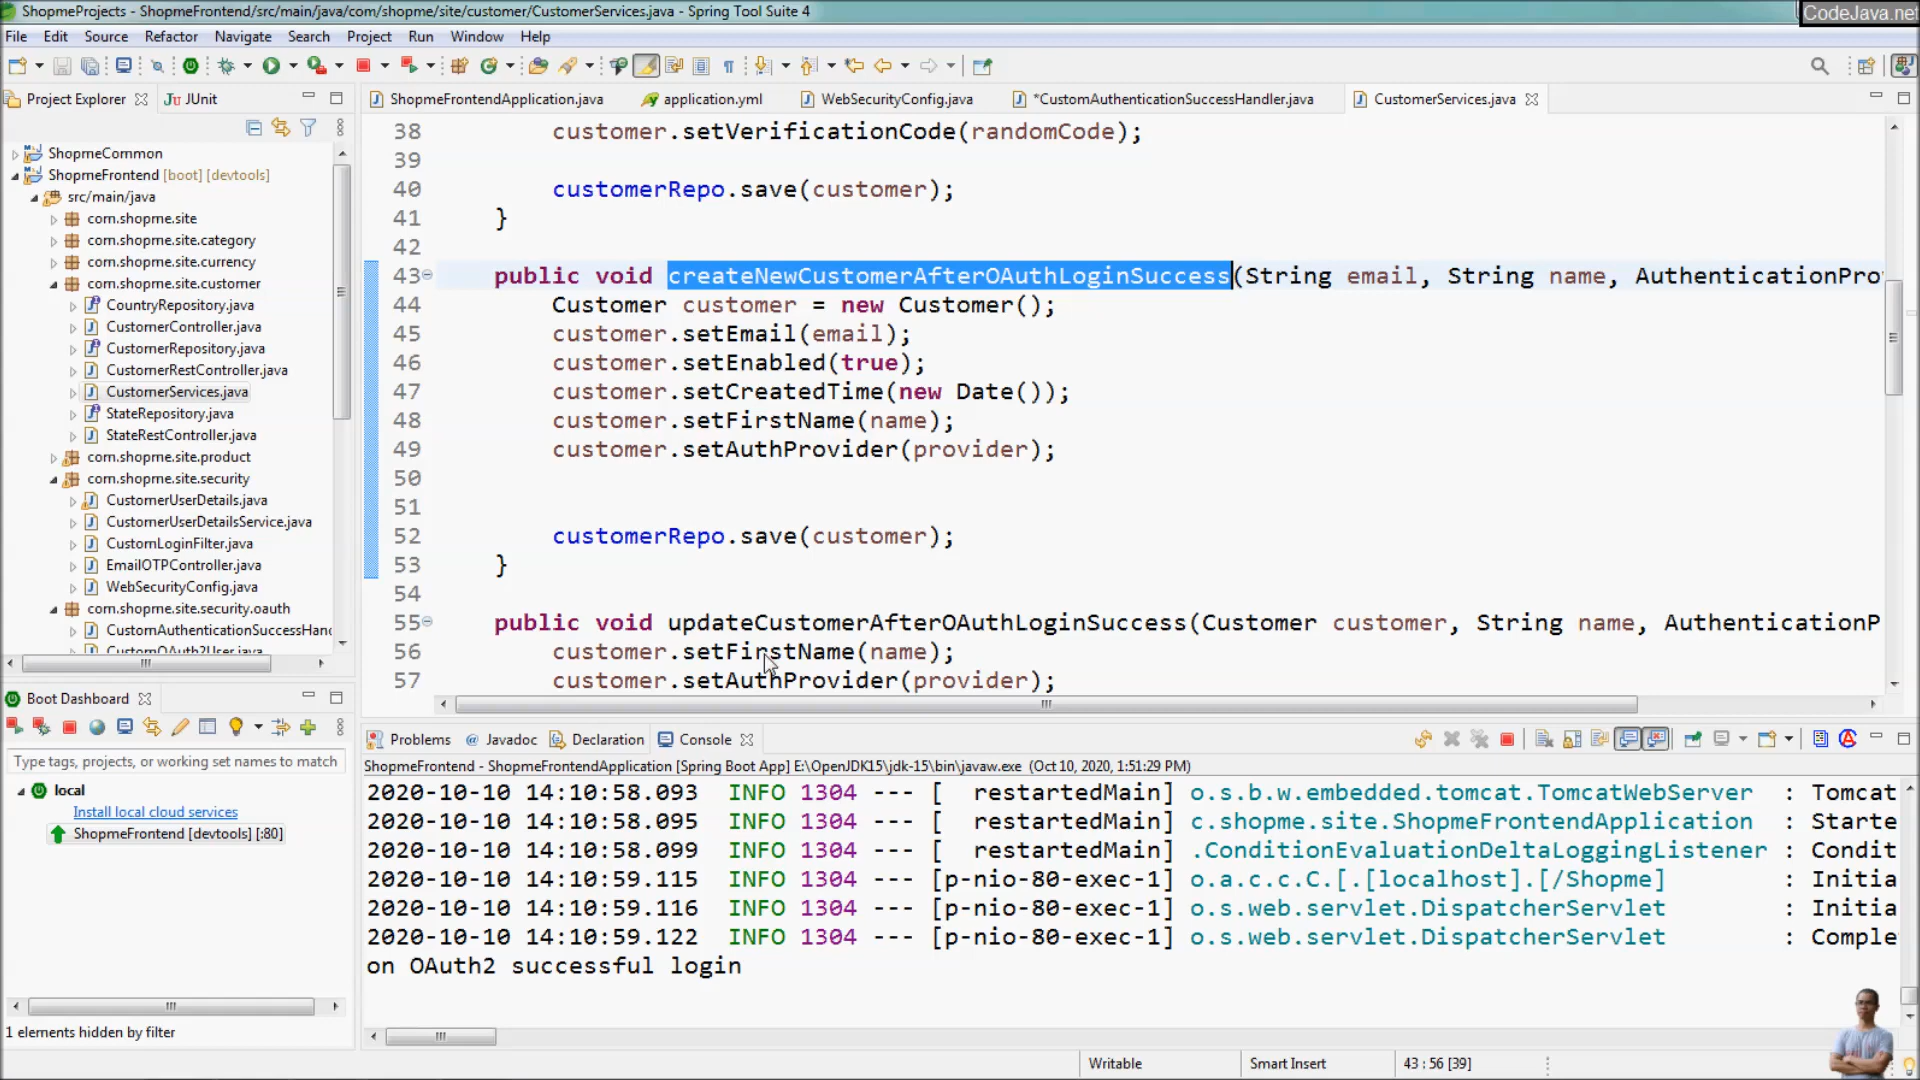 ShopmeProjects - ShopmeFrontend/src/main/java/com/shopme/site/customer/CustomerServices.java - Spring Tool Suite 4
CodeJava.net
File Edit Source Refactor Navigate Search Project Run Window Help
Project Explorer
JUnit
ShopmeFrontendApplication.java
application.yml
WebSecurityConfig.java
*CustomAuthenticationSuccessHandler.java
CustomerServices.java
ShopmeCommon
ShopmeFrontend [boot] [devtools]
src/main/java
com.shopme.site
com.shopme.site.category
com.shopme.site.currency
com.shopme.site.customer
CountryRepository.java
CustomerController.java
CustomerRepository.java
CustomerRestController.java
CustomerServices.java
StateRepository.java
StateRestController.java
com.shopme.site.product
com.shopme.site.security
CustomerUserDetails.java
CustomerUserDetailsService.java
CustomLoginFilter.java
EmailOTPController.java
WebSecurityConfig.java
com.shopme.site.security.oauth
CustomAuthenticationSuccessHand
CustomOAuth2User.java
38 customer.setVerificationCode(randomCode);
39
40 customerRepo.save(customer);
41 }
42
43 public void createNewCustomerAfterOAuthLoginSuccess(String email, String name, AuthenticationPro
44 Customer customer = new Customer();
45 customer.setEmail(email);
46 customer.setEnabled(true);
47 customer.setCreatedTime(new Date());
48 customer.setFirstName(name);
49 customer.setAuthProvider(provider);
50
51
52 customerRepo.save(customer);
53 }
54
55 public void updateCustomerAfterOAuthLoginSuccess(Customer customer, String name, AuthenticationP
56 customer.setFirstName(name);
57 customer.setAuthProvider(provider);
Boot Dashboard
Type tags, projects, or working set names to match
local
Install local cloud services
ShopmeFrontend [devtools] [:80]
1 elements hidden by filter
Problems @ Javadoc Declaration Console
ShopmeFrontend - ShopmeFrontendApplication [Spring Boot App] E:\OpenJDK15\jdk-15\bin\javaw.exe (Oct 10, 2020, 1:51:29 PM)
2020-10-10 14:10:58.093 INFO 1304 --- [ restartedMain] o.s.b.w.embedded.tomcat.TomcatWebServer : Tomcat
2020-10-10 14:10:58.095 INFO 1304 --- [ restartedMain] c.shopme.site.ShopmeFrontendApplication : Starte
2020-10-10 14:10:58.099 INFO 1304 --- [ restartedMain] .ConditionEvaluationDeltaLoggingListener : Condit
2020-10-10 14:10:59.115 INFO 1304 --- [p-nio-80-exec-1] o.a.c.c.C.[.[localhost].[/Shopme] : Initia
2020-10-10 14:10:59.116 INFO 1304 --- [p-nio-80-exec-1] o.s.web.servlet.DispatcherServlet : Initia
2020-10-10 14:10:59.122 INFO 1304 --- [p-nio-80-exec-1] o.s.web.servlet.DispatcherServlet : Comple
on OAuth2 successful login
Writable
Smart Insert
43 : 56 [39]